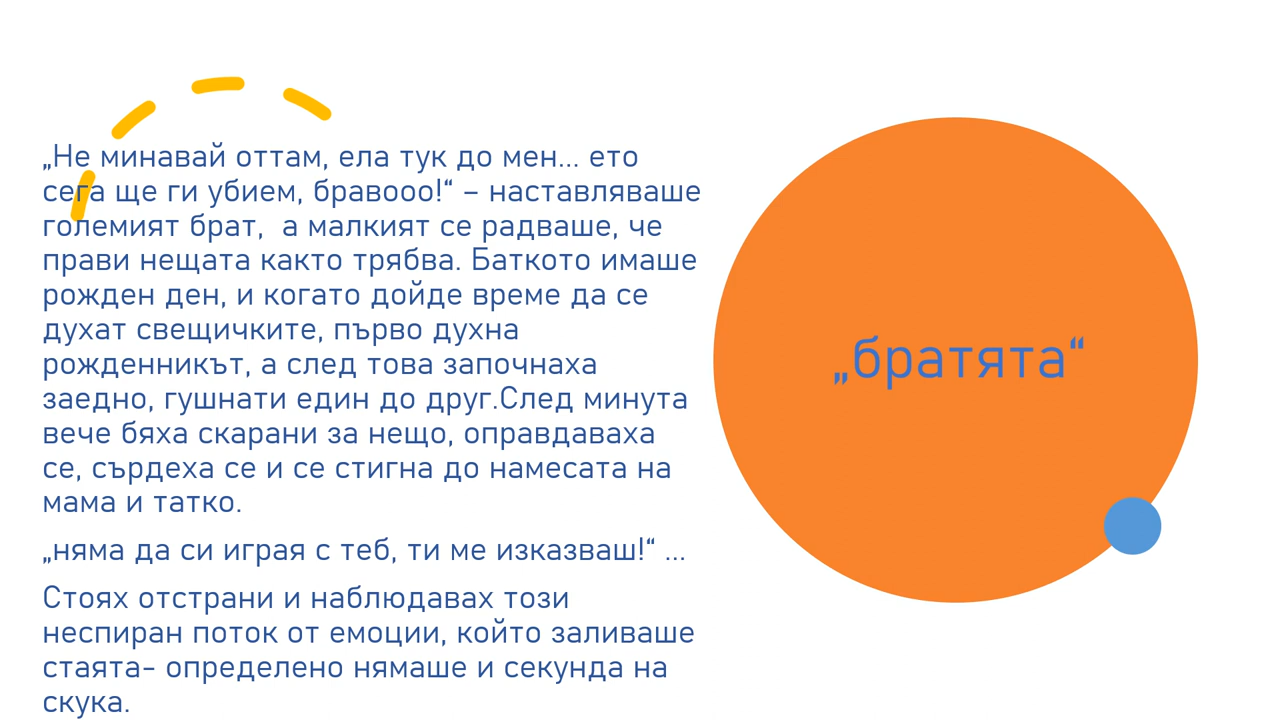 „Не минавай оттам, ела тук до мен... ето
сега ще ги убием, бравооо!“ – наставляваше
големият брат,  а малкият се радваше, че
прави нещата както трябва. Баткото имаше
рожден ден, и когато дойде време да се
духат свещичките, първо духна
рожденникът, а след това започнаха
заедно, гушнати един до друг.След минута
вече бяха скарани за нещо, оправдаваха
се, сърдеха се и се стигна до намесата на
мама и татко.
„няма да си играя с теб, ти ме изказваш!“ ...
Стоях отстрани и наблюдавах този
неспиран поток от емоции, който заливаше
стаята- определено нямаше и секунда на
скука.
„братята“